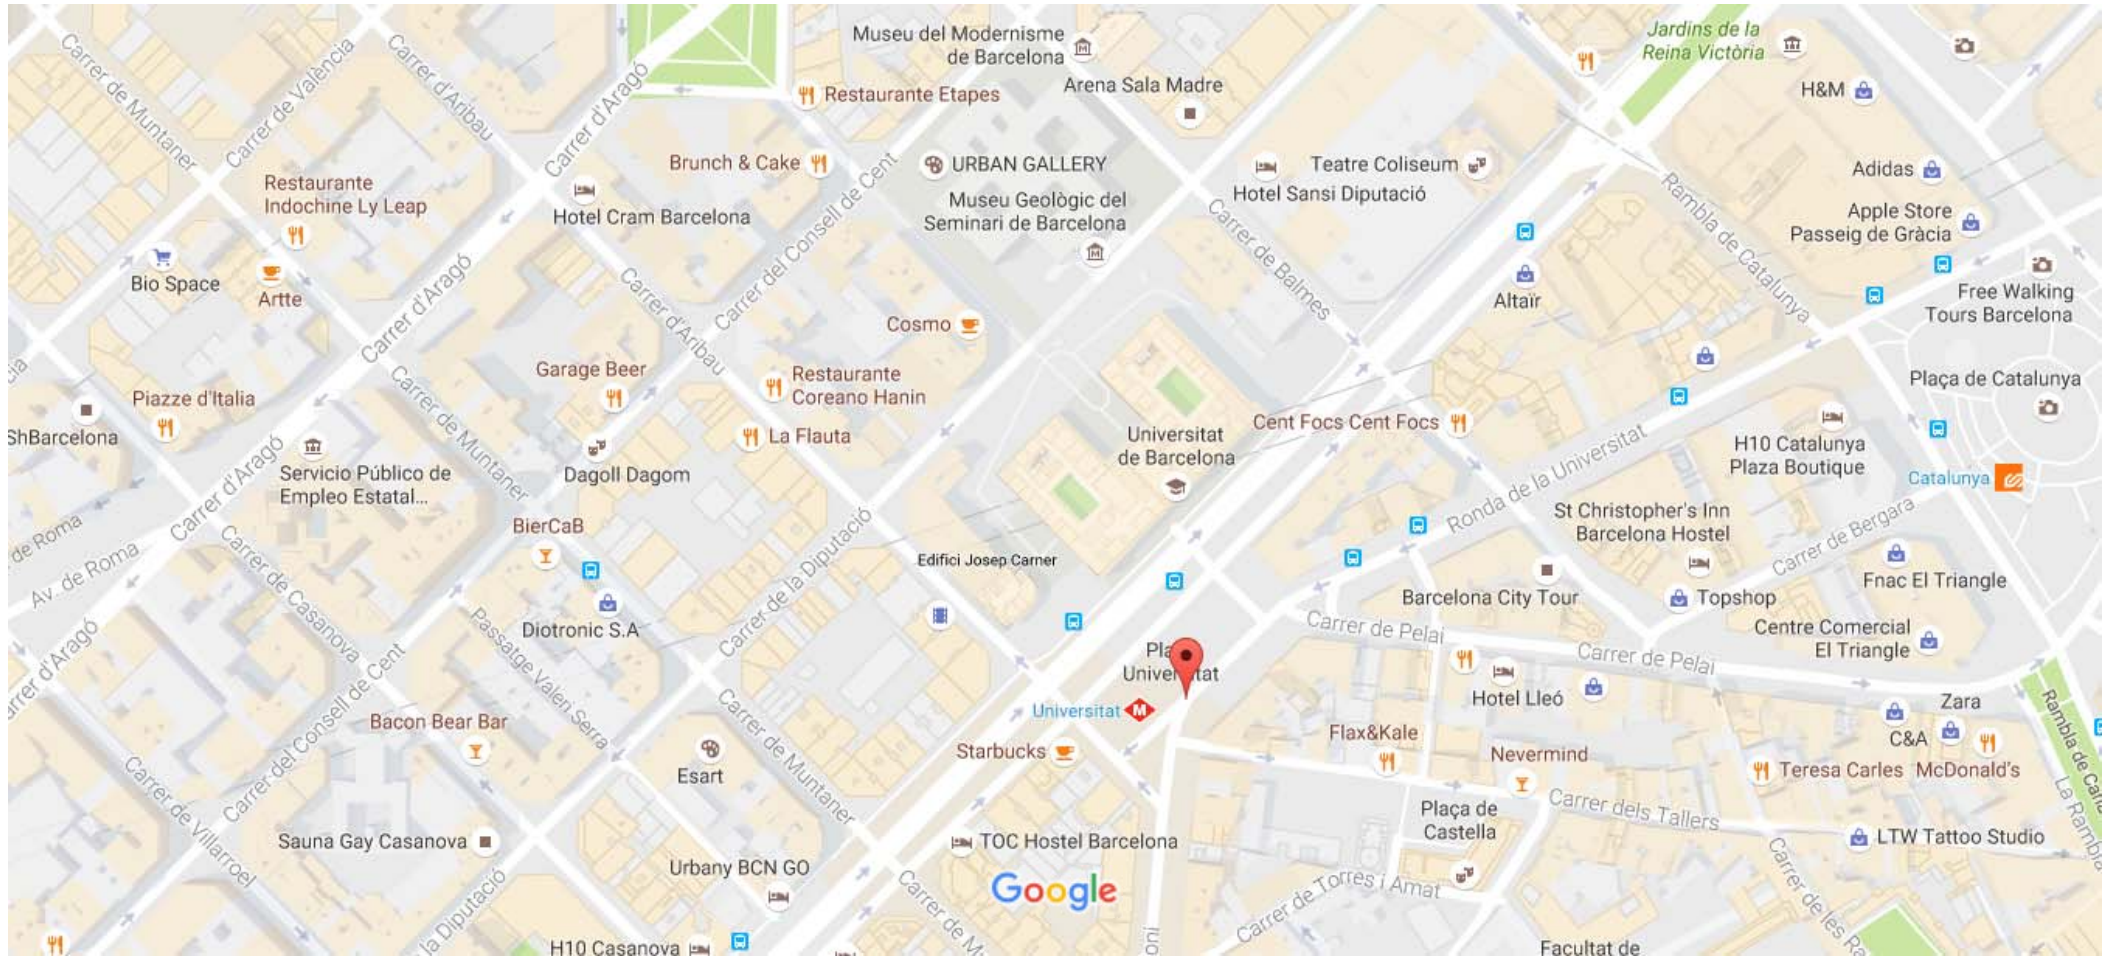 Carrer de Muntaner
Carrer de València
Carrer d'Aribau
Carrer d'Aragó
Museu del Modernisme
de Barcelona
Arena Sala Madre
Restaurante Etapes
Jardins de la
Reina Victòria
H&M
Brunch & Cake
URBAN GALLERY
Teatre Coliseum
Adidas
Restaurante
Indochine Ly Leap
Hotel Cram Barcelona
Carrer del Consell de Cent
Museu Geològic del
Seminari de Barcelona
Hotel Sansi Diputació
Rambla de Catalunya
Apple Store
Passeig de Gràcia
Bio Space
Artte
Carrer d'Aragó
Carrer d'Aribau
Carrer de Balmes
Altaïr
Free Walking
Tours Barcelona
Cosmo
Garage Beer
Restaurante
Coreano Hanin
Plaça de Catalunya
Piazze d'Italia
Carrer de Muntaner
ShBarcelona
La Flauta
Universitat
de Barcelona
Cent Focs Cent Focs
H10 Catalunya
Plaza Boutique
Carrer d'Aragó
Servicio Público de
Empleo Estatal...
Dagoll Dagom
Ronda de la Universitat
Catalunya
de Roma
Av. de Roma
BierCaB
Carrer de la Diputació
St Christopher's Inn
Barcelona Hostel
Carrer de Bergara
Carrer de Casanova
Edifici Josep Carner
Fnac El Triangle
Barcelona City Tour
Topshop
Passatge Valeri Serra
Diotronic S.A
Carrer de Pelai
Carrer de Pelai
Centre Comercial
El Triangle
Carrer del Consell de Cent
Universitat
M
Hotel Lleó
Zara
C&A
Bacon Bear Bar
Carrer de Muntaner
Starbucks
Flax&Kale
Nevermind
Teresa Carles
McDonald's
Rambla de Cana
La Rambla
Esart
Carrer de Villarroel
Plaça de
Castella
Carrer dels Tallers
Sauna Gay Casanova
TOC Hostel Barcelona
LTW Tattoo Studio
Urbany BCN GO
Google
Carrer de Torres i Amat
Carrer de les Ra
la Diputació
H10 Casanova
Carrer de M
oni
Facultat de